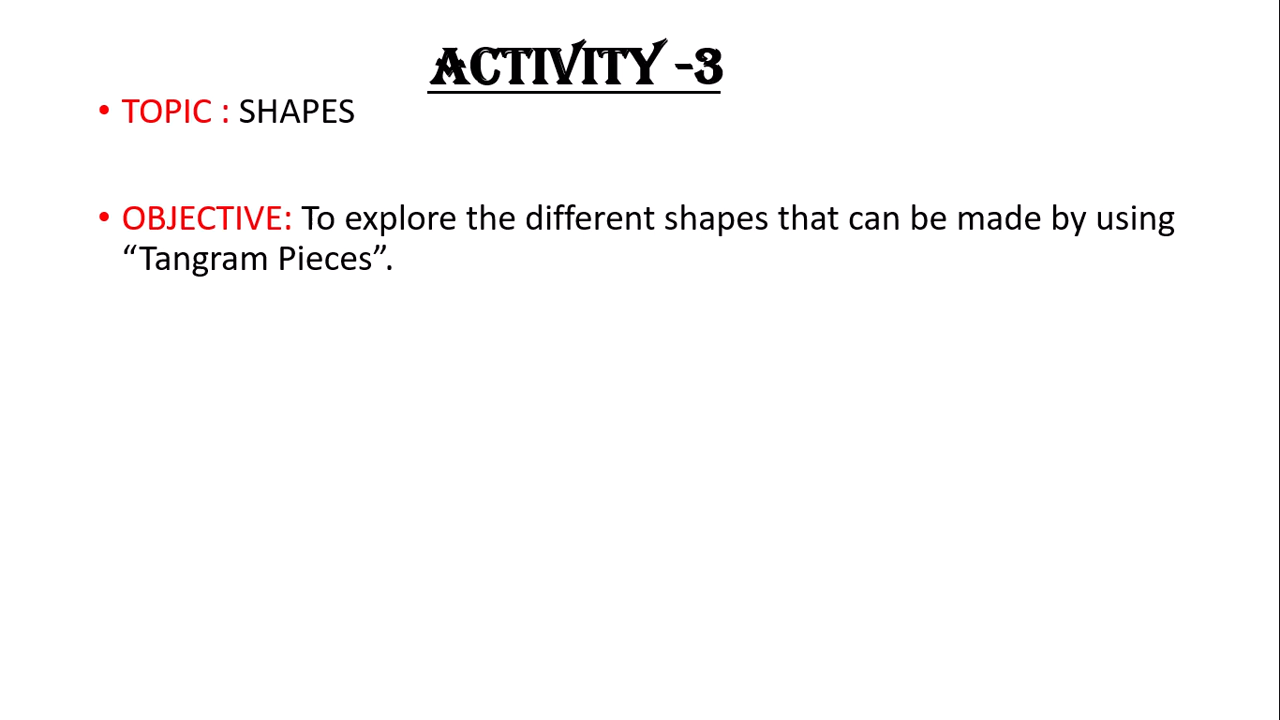 ACTIVITY -3
• TOPIC : SHAPES
• OBJECTIVE: To explore the different shapes that can be made by using
“Tangram Pieces”.